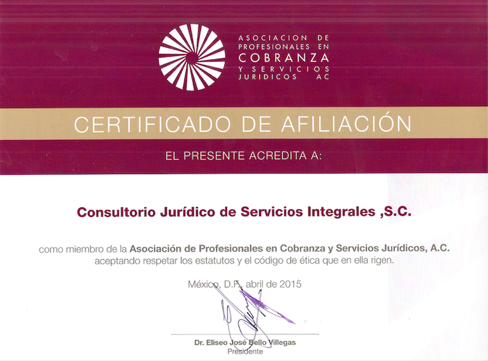 ASOCIACIÓN DE
PROFESIONALES EN
COBRANZA
Y SERVICIOS
JURIDICOS AC
CERTIFICADO DE AFILIACIÓN
EL PRESENTE ACREDITA A:
Consultorio Jurídico de Servicios Integrales ,S.C.
como miembro de la Asociación de Profesionales en Cobranza y Servicios Jurídicos, A.C.
aceptando respetar los estatutos y el código de ética que en ella rigen.
México, D.F., abril de 2015
Dr. Eliseo José Bello Villegas
Presidente